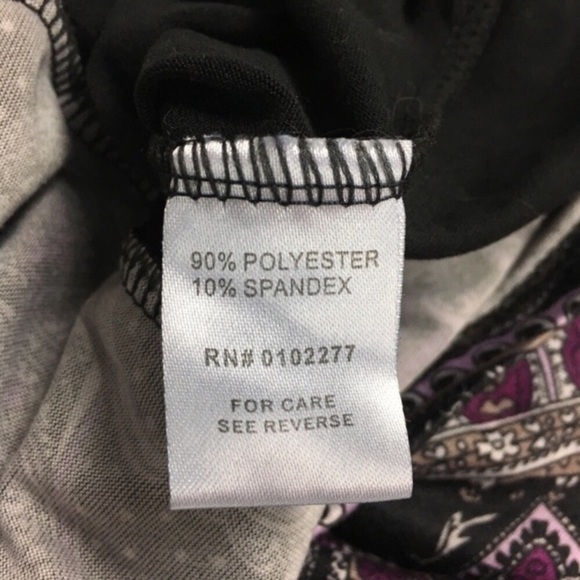 90% POLYESTER
10% SPANDEX
RN# 0102277
FOR CARE
SEE REVERSE